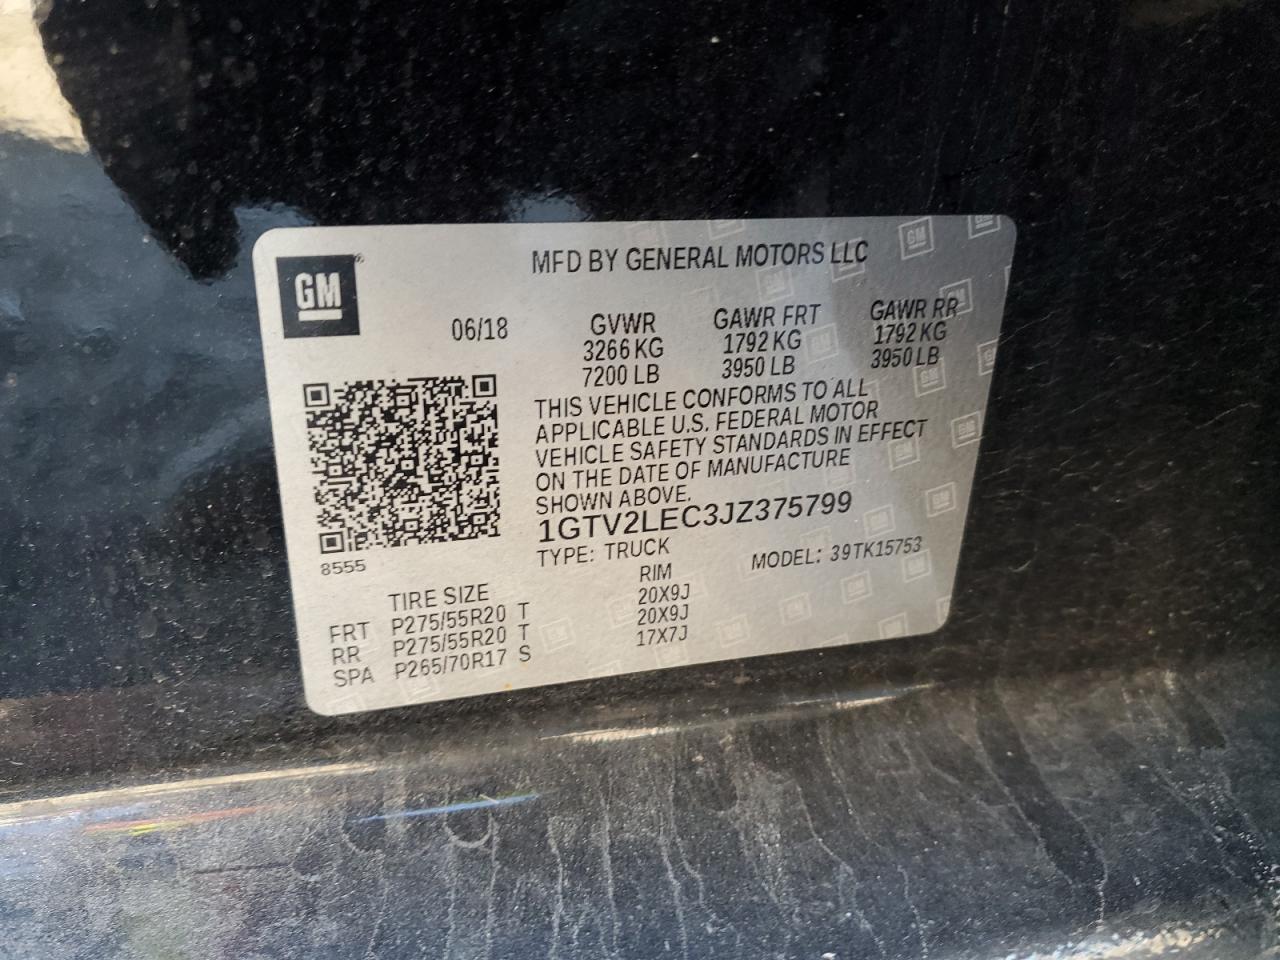 GM
MFD BY GENERAL MOTORS LLC
06/18
GVWR GAWR FRT GAWR RR
3266 KG 1792 KG 1792 KG
7200 LB 3950 LB 3950 LB
THIS VEHICLE CONFORMS TO ALL
APPLICABLE U.S. FEDERAL MOTOR
VEHICLE SAFETY STANDARDS IN EFFECT
ON THE DATE OF MANUFACTURE
SHOWN ABOVE.
1GTV2LEC3JZ375799
8555
TYPE: TRUCK MODEL: 39TK15753
TIRE SIZE RIM
FRT P275/55R20 T 20X9J
RR P275/55R20 T 20X9J
SPA P265/70R17 S 17X7J